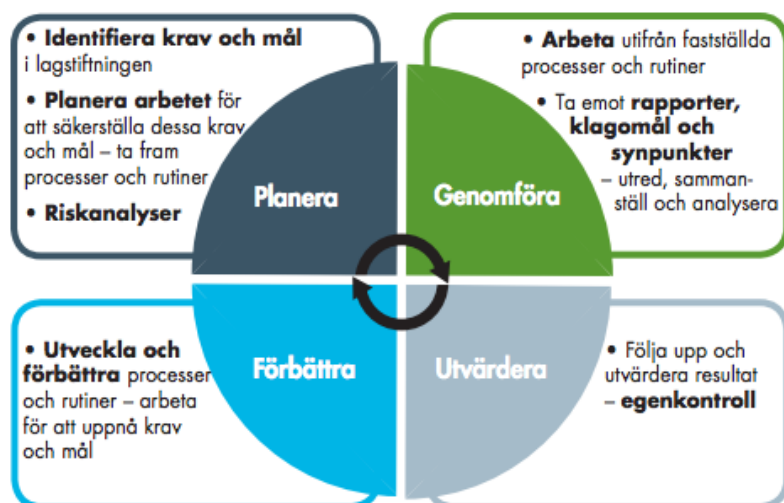 • Identifiera krav och mål
i lagstiftningen
• Planera arbetet för
att säkerställa dessa krav
och mål – ta fram
processer och rutiner
• Riskanalyser
Planera
• Arbeta utifrån fastställda
processer och rutiner
• Ta emot rapporter,
klagomål och
synpunkter
– utred, samman-
ställ och analysera
Genomföra
• Utveckla och
förbättra processer
och rutiner – arbeta
för att uppnå krav
och mål
Förbättra
Utvärdera
• Följa upp och
utvärdera resultat
– egenkontroll